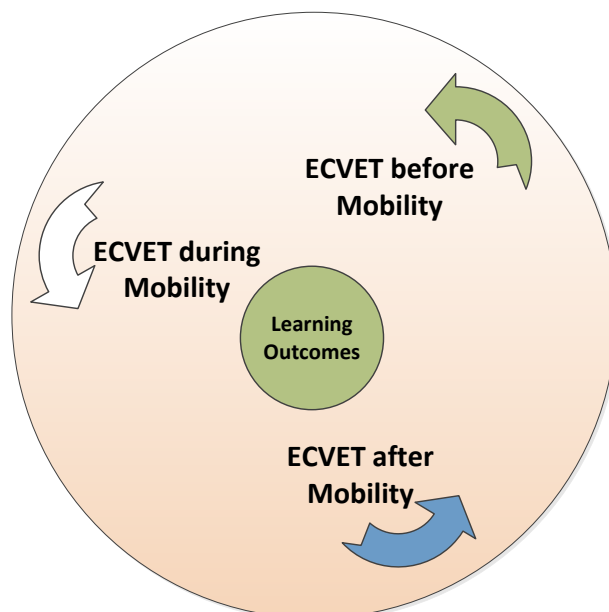 ECVET before
Mobility
ECVET during
Mobility
Learning
Outcomes
ECVET after
Mobility